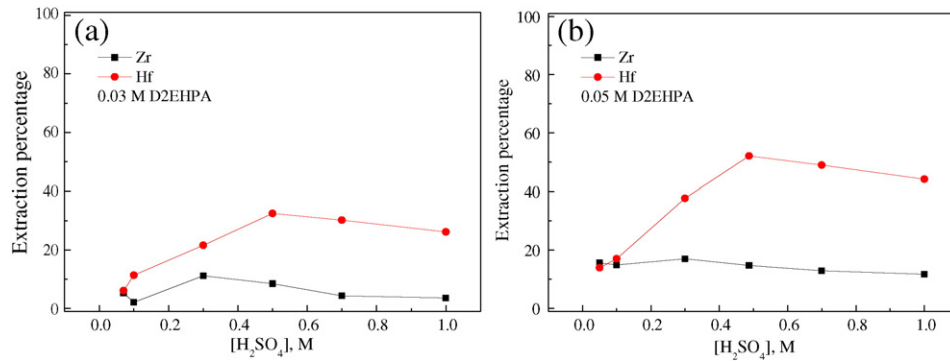 (a)
Zr
Hf
0.03 M D2EHPA
Extraction percentage
100
80
60
40
20
0
0.0 0.2 0.4 0.6 0.8 1.0
[H₂SO₄], M
(b)
Zr
Hf
0.05 M D2EHPA
Extraction percentage
100
80
60
40
20
0
0.0 0.2 0.4 0.6 0.8 1.0
[H₂SO₄], M